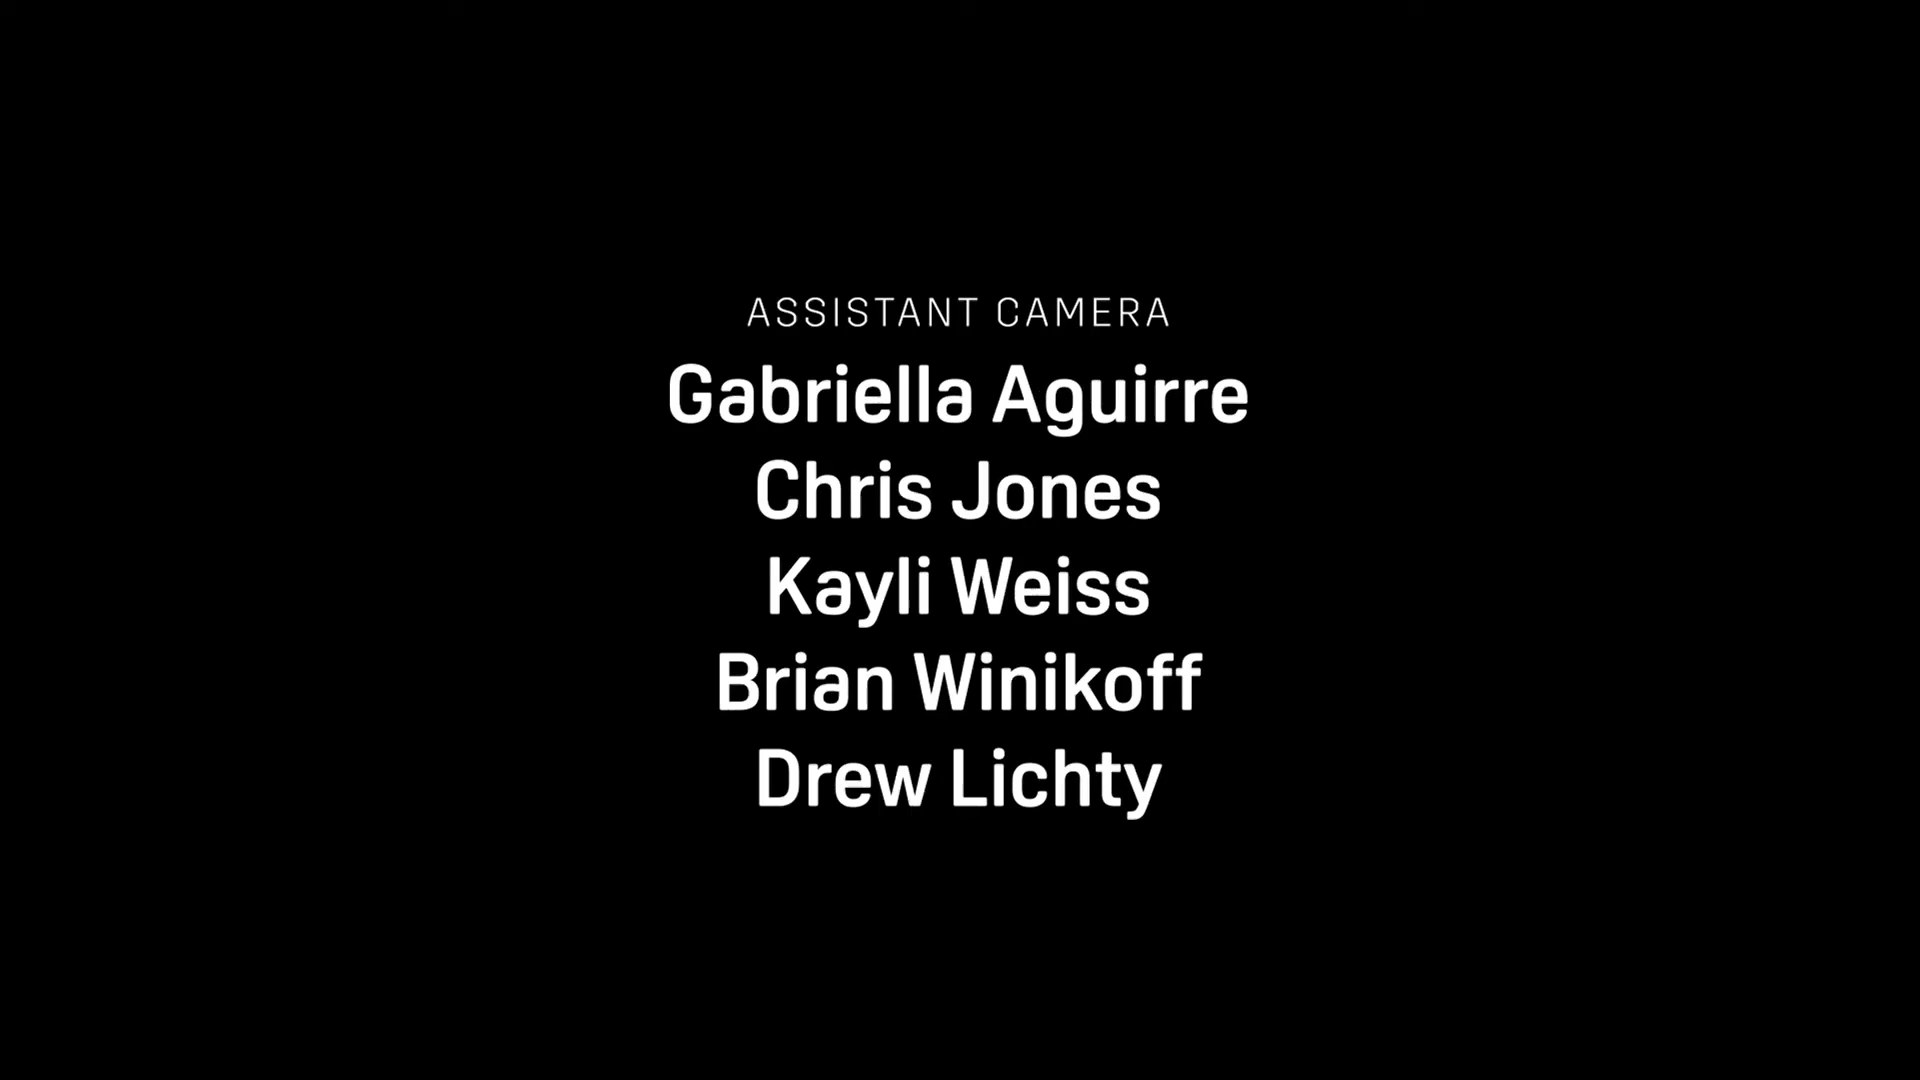 ASSISTANT CAMERA
Gabriella Aguirre
Chris Jones
Kayli Weiss
Brian Winikoff
Drew Lichty